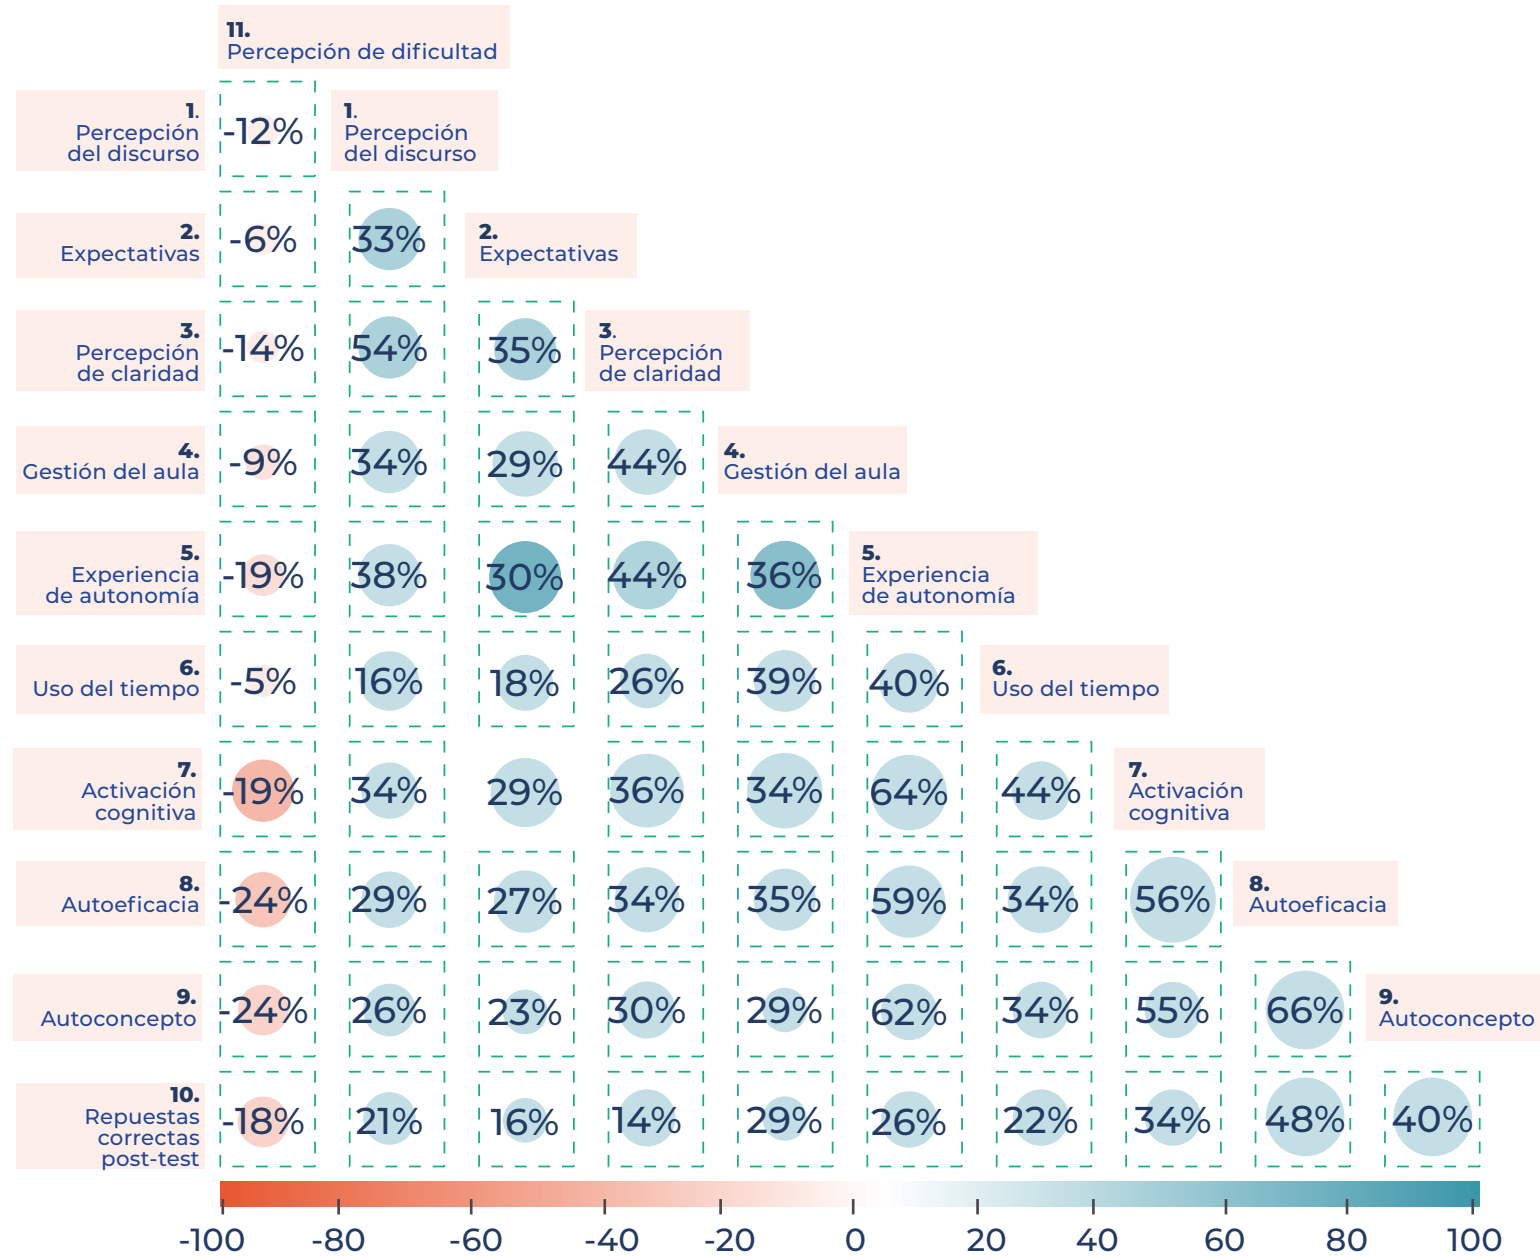 11.
Percepción de dificultad
1.
Percepción
del discurso
-12%
1.
Percepción
del discurso
2.
Expectativas
-6%
33%
2.
Expectativas
3.
Percepción
de claridad
-14%
54%
35%
3.
Percepción
de claridad
4.
Gestión del aula
-9%
34%
29%
44%
4.
Gestión del aula
5.
Experiencia
de autonomía
-19%
38%
30%
44%
36%
5.
Experiencia
de autonomía
6.
Uso del tiempo
-5%
16%
18%
26%
39%
40%
6.
Uso del tiempo
7.
Activación
cognitiva
-19%
34%
29%
36%
34%
64%
44%
7.
Activación
cognitiva
8.
Autoeficacia
-24%
29%
27%
34%
35%
59%
34%
56%
8.
Autoeficacia
9.
Autoconcepto
-24%
26%
23%
30%
29%
62%
34%
55%
66%
9.
Autoconcepto
10.
Repuestas
correctas
post-test
-18%
21%
16%
14%
29%
26%
22%
34%
48%
40%
-100 -80 -60 -40 -20 0 20 40 60 80 100